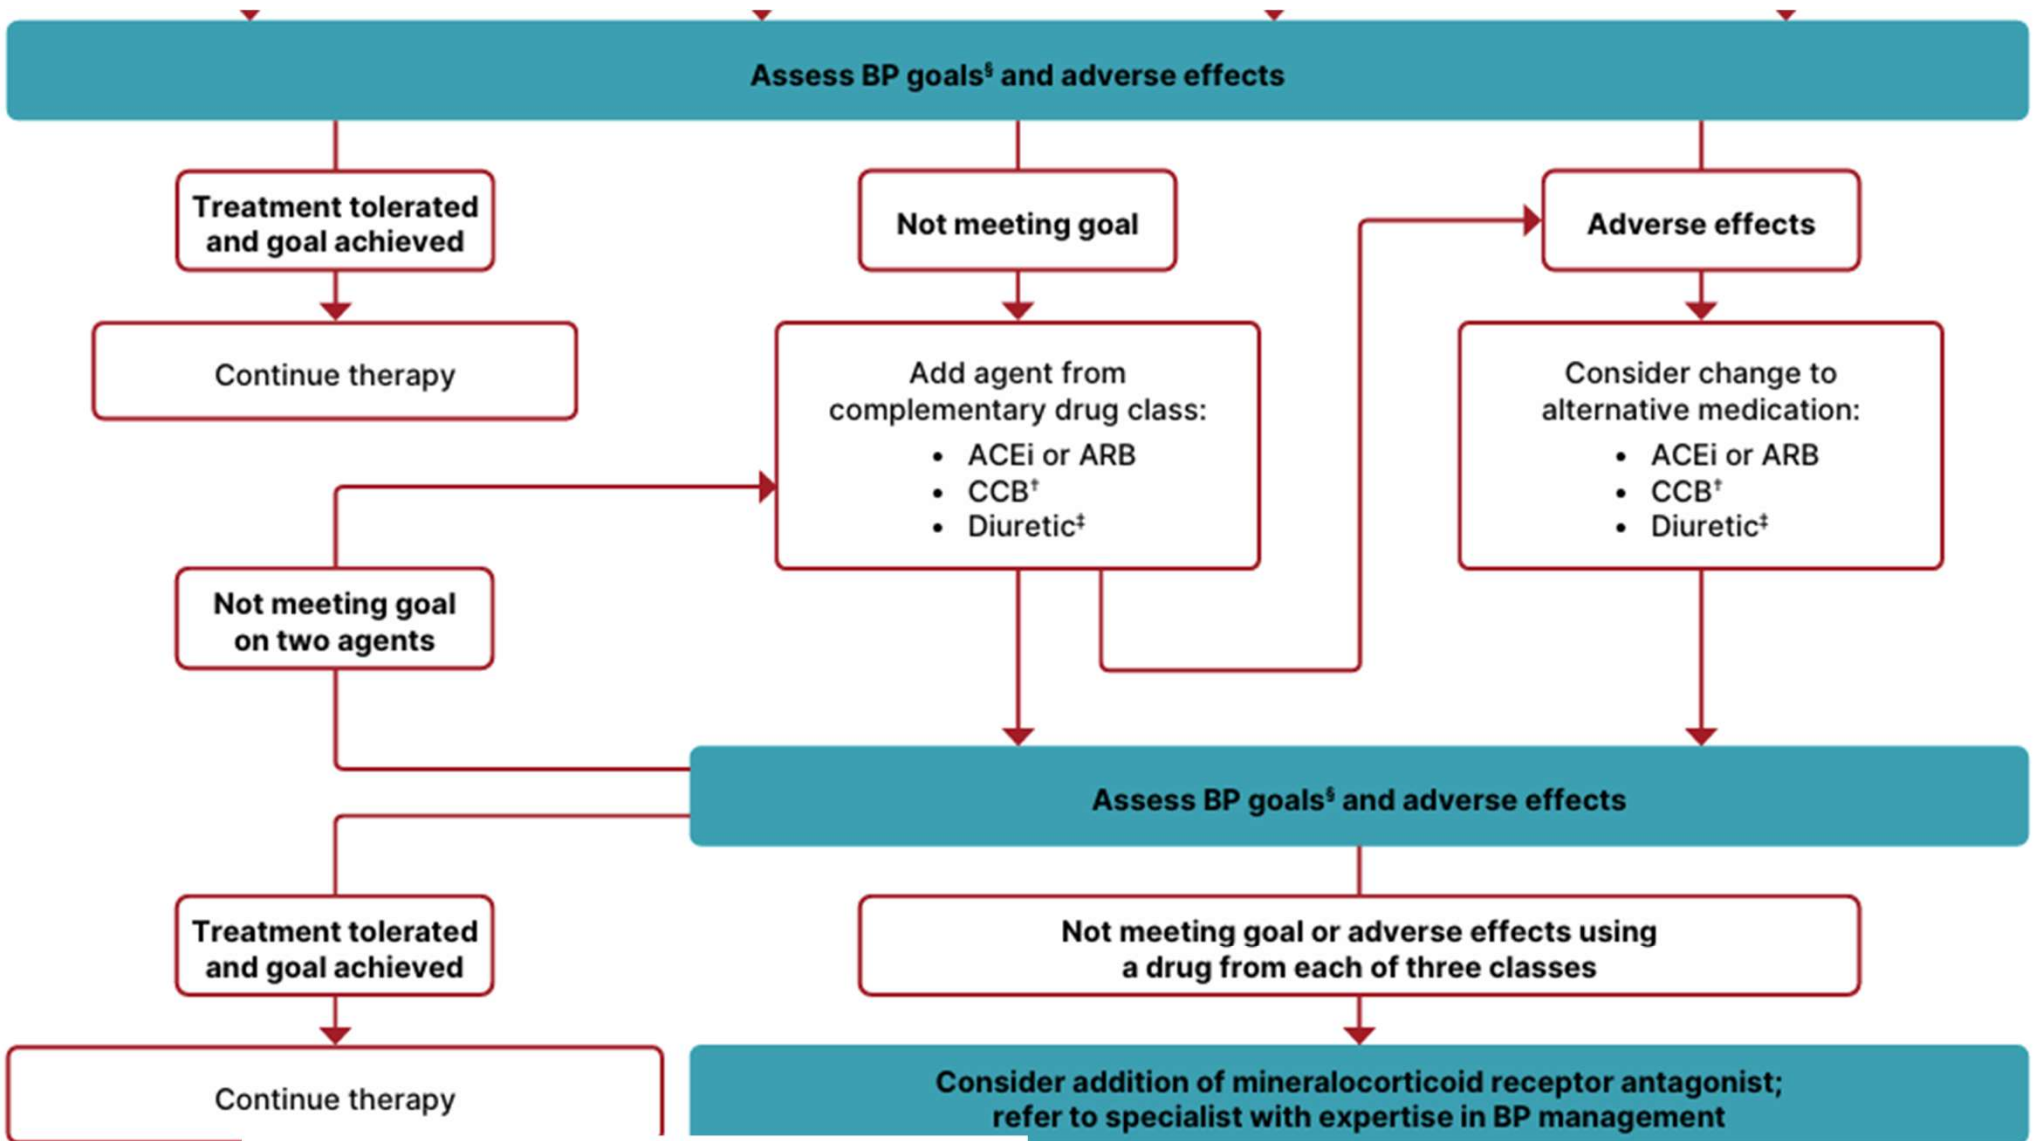 Assess BP goals§ and adverse effects
Treatment tolerated
and goal achieved
Not meeting goal
Adverse effects
Continue therapy
Add agent from
complementary drug class:
• ACEi or ARB
• CCB†
• Diuretic‡
Consider change to
alternative medication:
• ACEi or ARB
• CCB†
• Diuretic‡
Not meeting goal
on two agents
Assess BP goals§ and adverse effects
Treatment tolerated
and goal achieved
Not meeting goal or adverse effects using
a drug from each of three classes
Continue therapy
Consider addition of mineralocorticoid receptor antagonist;
refer to specialist with expertise in BP management